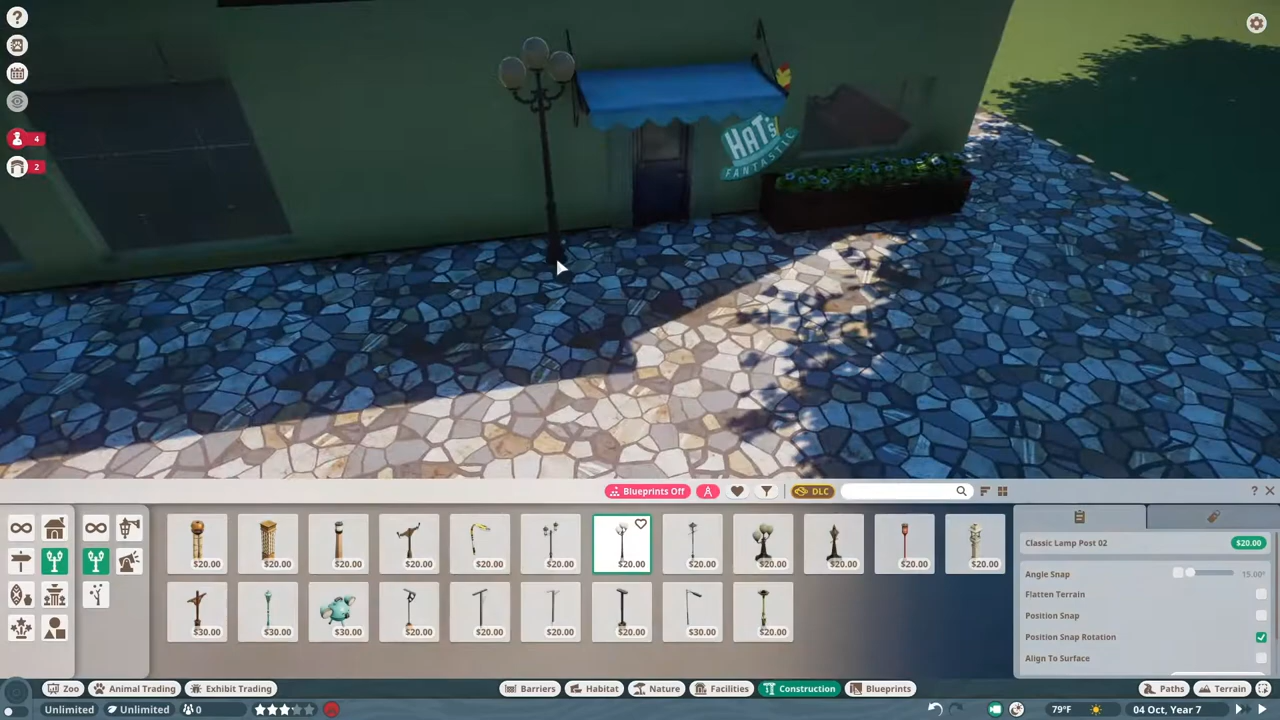 ?
4
2
HAT's
FANTASTIC
Blueprints Off
DLC
?
$20.00 $20.00 $20.00 $20.00 $20.00 $20.00 $20.00 $20.00 $20.00 $20.00 $20.00 $20.00
$30.00 $30.00 $30.00 $20.00 $20.00 $20.00 $20.00 $30.00 $20.00
Classic Lamp Post 02 $20.00
Angle Snap 15.00°
Flatten Terrain
Position Snap
Position Snap Rotation
Align To Surface
Zoo Animal Trading Exhibit Trading Barriers Habitat Nature Facilities Construction Blueprints Paths Terrain
Unlimited Unlimited 0 79°F 04 Oct, Year 7